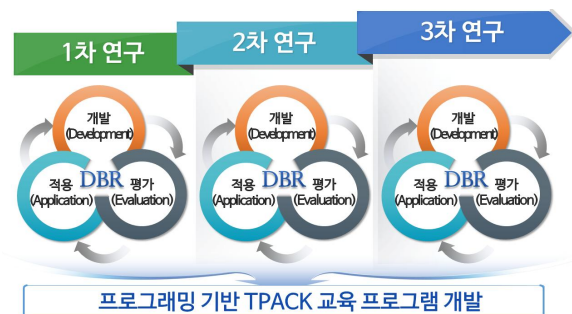 1차 연구
2차 연구
3차 연구
개발
(Development)
적용
(Application)
DBR
평가
(Evaluation)
개발
(Development)
적용
(Application)
DBR
평가
(Evaluation)
개발
(Development)
적용
(Application)
DBR
평가
(Evaluation)
프로그래밍 기반 TPACK 교육 프로그램 개발